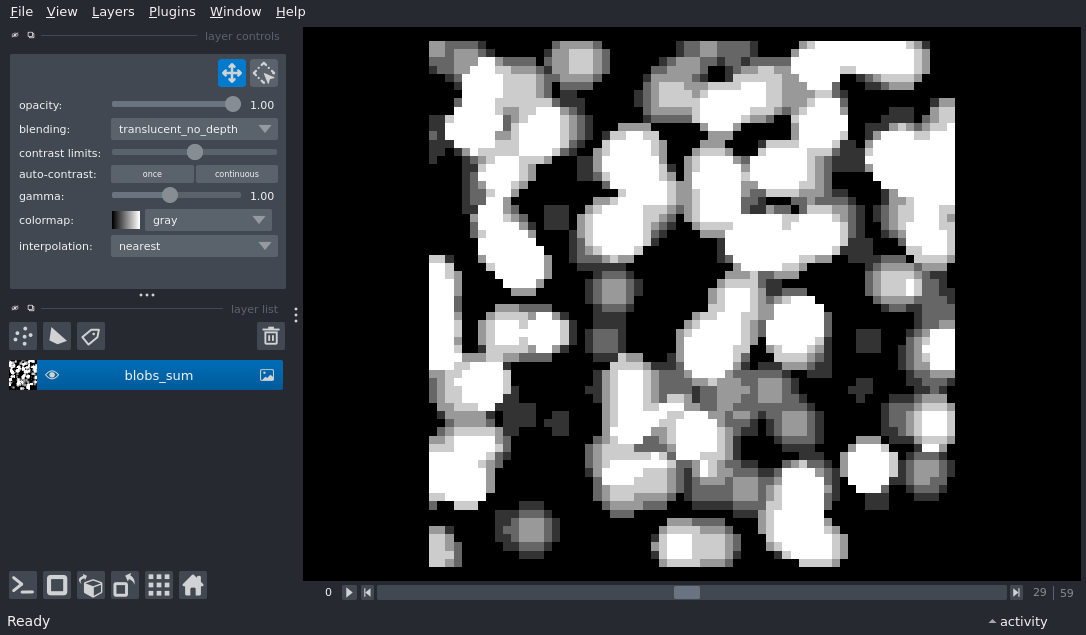 File View Layers Plugins Window Help
layer controls
opacity: 1.00
blending: translucent_no_depth
contrast limits:
auto-contrast: once continuous
gamma: 1.00
colormap: gray
interpolation: nearest
layer list
blobs_sum
0 29 59
Ready activity